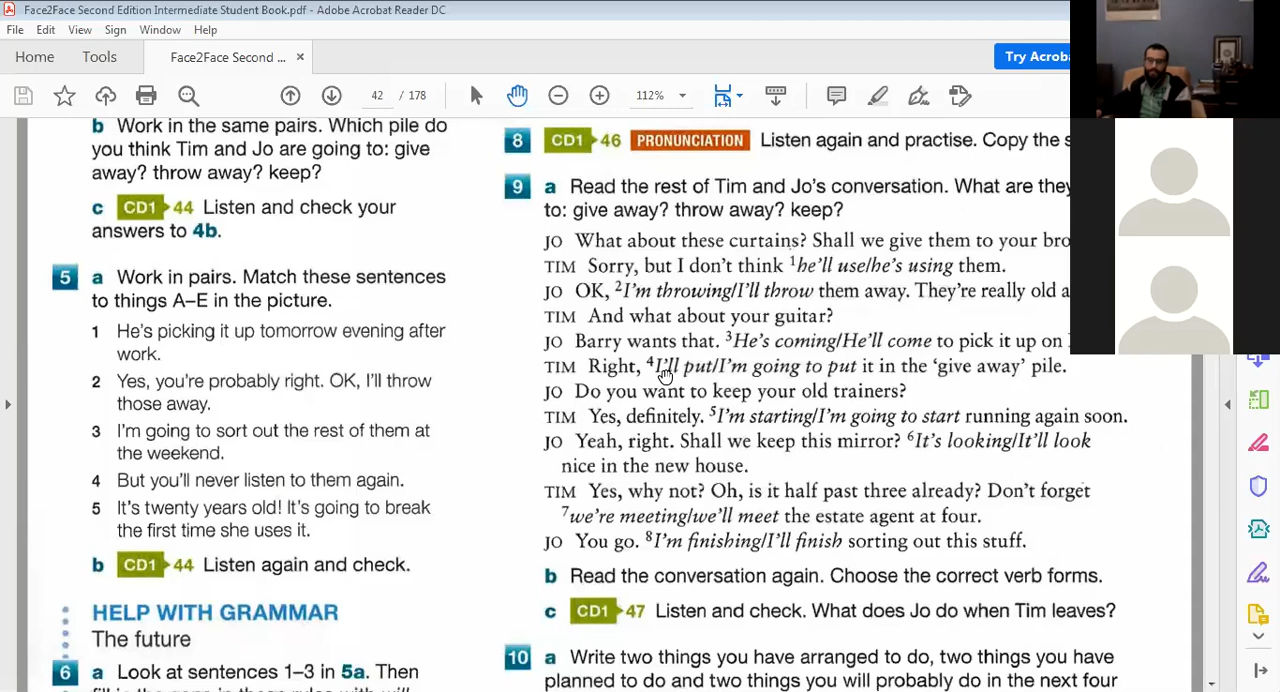 Face2Face Second Edition Intermediate Student Book.pdf - Adobe Acrobat Reader DC
File Edit View Sign Window Help
Home Tools Face2Face Second ... × Try Acroba
42 / 178 112%
b Work in the same pairs. Which pile do
you think Tim and Jo are going to: give
away? throw away? keep?
c CD1 44 Listen and check your
answers to 4b.
5 a Work in pairs. Match these sentences
to things A–E in the picture.
1 He's picking it up tomorrow evening after
work.
2 Yes, you're probably right. OK, I'll throw
those away.
3 I'm going to sort out the rest of them at
the weekend.
4 But you'll never listen to them again.
5 It's twenty years old! It's going to break
the first time she uses it.
b CD1 44 Listen again and check.
HELP WITH GRAMMAR
The future
6 a Look at sentences 1–3 in 5a. Then
fill in the gaps in these rules with will,
8 CD1 46 PRONUNCIATION Listen again and practise. Copy the s
9 a Read the rest of Tim and Jo's conversation. What are they
to: give away? throw away? keep?
JO What about these curtains? Shall we give them to your bro
TIM Sorry, but I don't think ¹he'll use/he's using them.
JO OK, ²I'm throwing/I'll throw them away. They're really old a
TIM And what about your guitar?
JO Barry wants that. ³He's coming/He'll come to pick it up on
TIM Right, ⁴I'll put/I'm going to put it in the 'give away' pile.
JO Do you want to keep your old trainers?
TIM Yes, definitely. ⁵I'm starting/I'm going to start running again soon.
JO Yeah, right. Shall we keep this mirror? ⁶It's looking/It'll look
nice in the new house.
TIM Yes, why not? Oh, is it half past three already? Don't forget
⁷we're meeting/we'll meet the estate agent at four.
JO You go. ⁸I'm finishing/I'll finish sorting out this stuff.
b Read the conversation again. Choose the correct verb forms.
c CD1 47 Listen and check. What does Jo do when Tim leaves?
10 a Write two things you have arranged to do, two things you have
planned to do and two things you will probably do in the next four